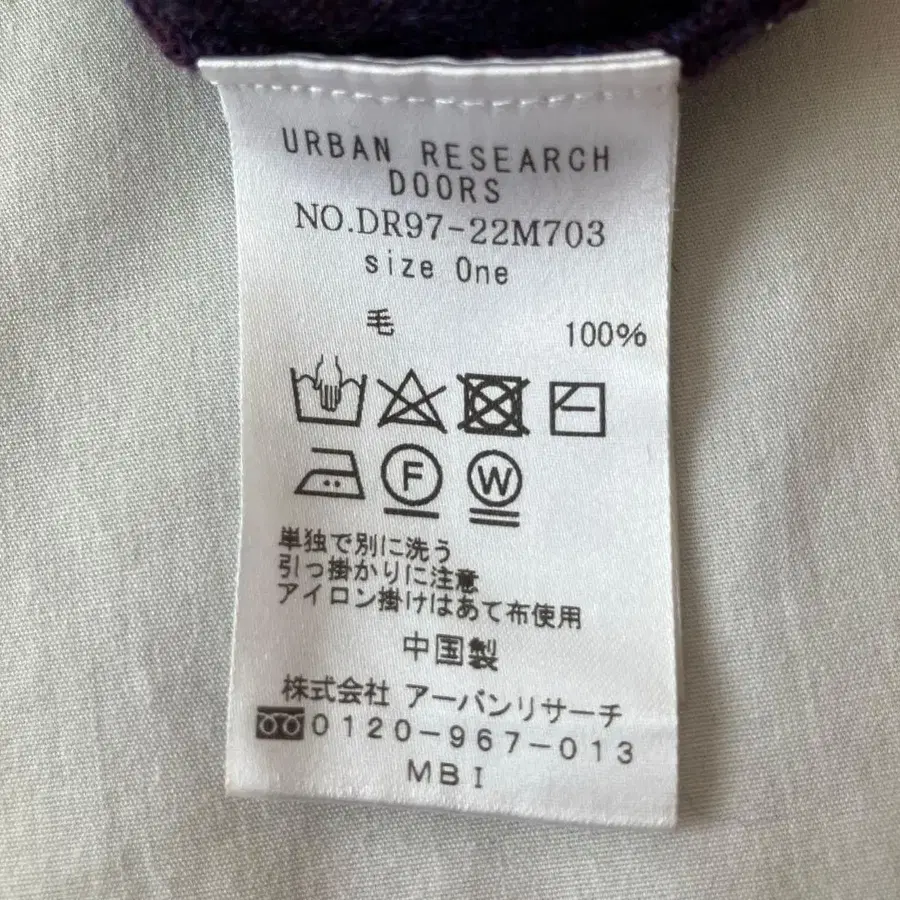 URBAN RESEARCH
DOORS
NO.DR97-22M703
size One
毛 100%
F W
単独で別に洗う
引っ掛かりに注意
アイロン掛けはあて布使用
中国製
株式会社 アーバンリサーチ
0120-967-013
MBI